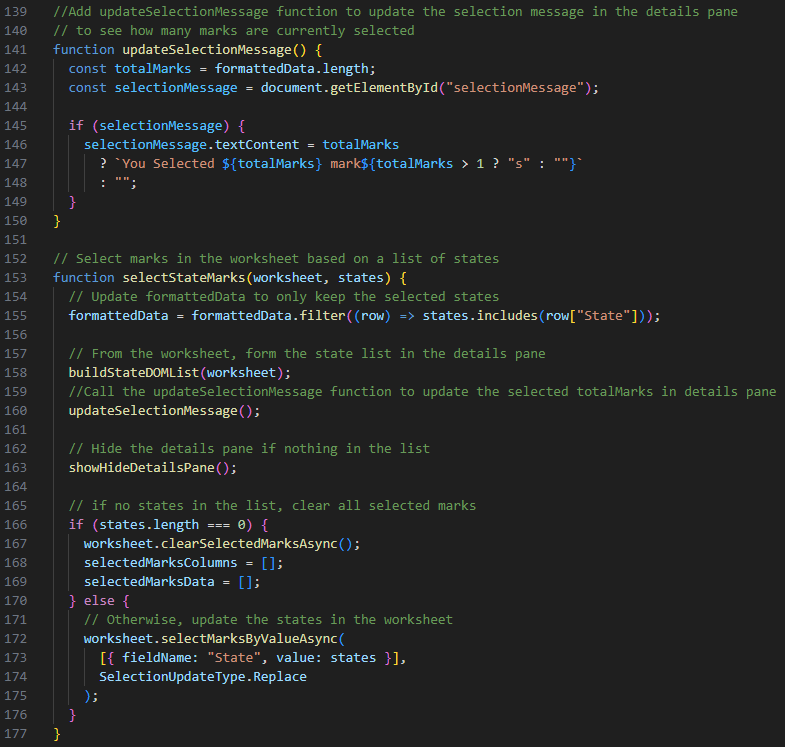 139 //Add updateSelectionMessage function to update the selection message in the details pane
140 // to see how many marks are currently selected
141 function updateSelectionMessage() {
142   const totalMarks = formattedData.length;
143   const selectionMessage = document.getElementById("selectionMessage");
144
145   if (selectionMessage) {
146     selectionMessage.textContent = totalMarks
147       ? `You Selected ${totalMarks} mark${totalMarks > 1 ? "s" : ""}`
148       : "";
149   }
150 }
151
152 // Select marks in the worksheet based on a list of states
153 function selectStateMarks(worksheet, states) {
154   // Update formattedData to only keep the selected states
155   formattedData = formattedData.filter((row) => states.includes(row["State"]));
156
157   // From the worksheet, form the state list in the details pane
158   buildStateDOMList(worksheet);
159   //Call the updateSelectionMessage function to update the selected totalMarks in details pane
160   updateSelectionMessage();
161
162   // Hide the details pane if nothing in the list
163   showHideDetailsPane();
164
165   // if no states in the list, clear all selected marks
166   if (states.length === 0) {
167     worksheet.clearSelectedMarksAsync();
168     selectedMarksColumns = [];
169     selectedMarksData = [];
170   } else {
171     // Otherwise, update the states in the worksheet
172     worksheet.selectMarksByValueAsync(
173       [{ fieldName: "State", value: states }],
174       SelectionUpdateType.Replace
175     );
176   }
177 }